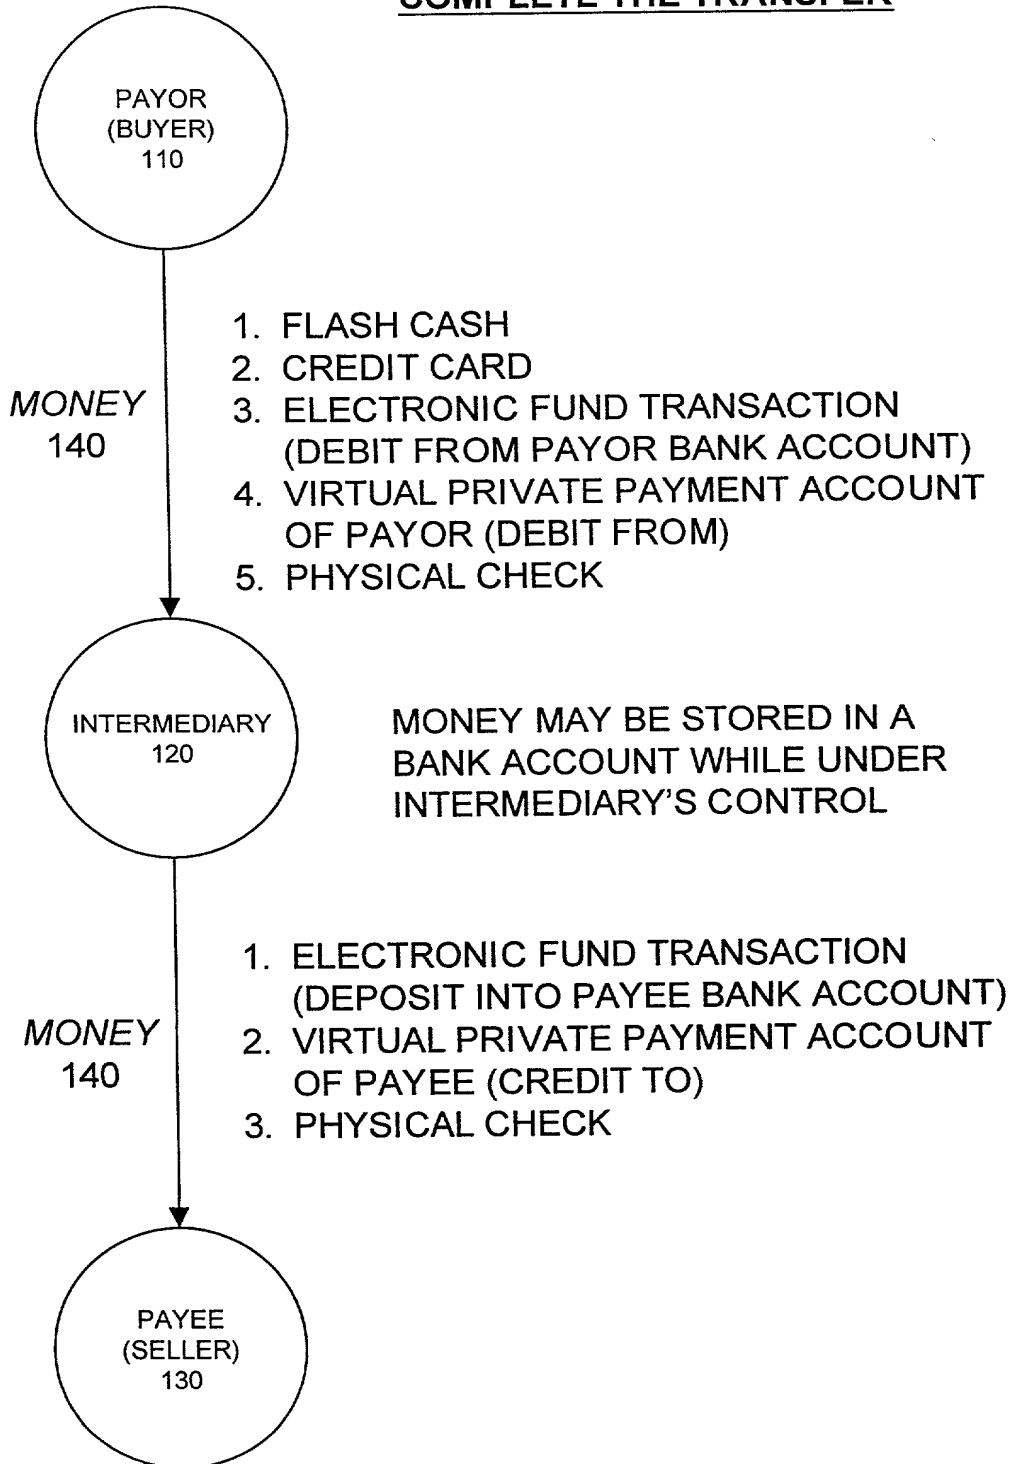 COMPLETE THE TRANSFER
PAYOR
(BUYER)
110
MONEY
140
1. FLASH CASH
2. CREDIT CARD
3. ELECTRONIC FUND TRANSACTION
(DEBIT FROM PAYOR BANK ACCOUNT)
4. VIRTUAL PRIVATE PAYMENT ACCOUNT
OF PAYOR (DEBIT FROM)
5. PHYSICAL CHECK
INTERMEDIARY
120
MONEY MAY BE STORED IN A
BANK ACCOUNT WHILE UNDER
INTERMEDIARY'S CONTROL
MONEY
140
1. ELECTRONIC FUND TRANSACTION
(DEPOSIT INTO PAYEE BANK ACCOUNT)
2. VIRTUAL PRIVATE PAYMENT ACCOUNT
OF PAYEE (CREDIT TO)
3. PHYSICAL CHECK
PAYEE
(SELLER)
130